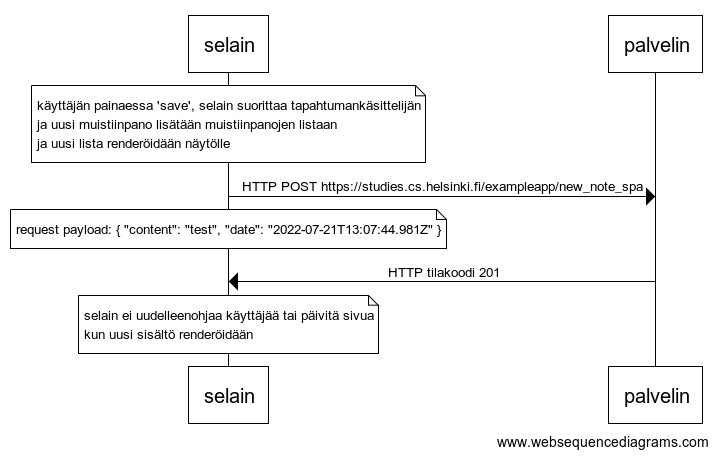 selain
palvelin
käyttäjän painaessa 'save', selain suorittaa tapahtumankäsittelijän
ja uusi muistiinpano lisätään muistiinpanojen listaan
ja uusi lista renderöidään näytölle
HTTP POST https://studies.cs.helsinki.fi/exampleapp/new_note_spa
request payload: { "content": "test", "date": "2022-07-21T13:07:44.981Z" }
HTTP tilakoodi 201
selain ei uudelleenohjaa käyttäjää tai päivitä sivua
kun uusi sisältö renderöidään
selain
palvelin
www.websequencediagrams.com